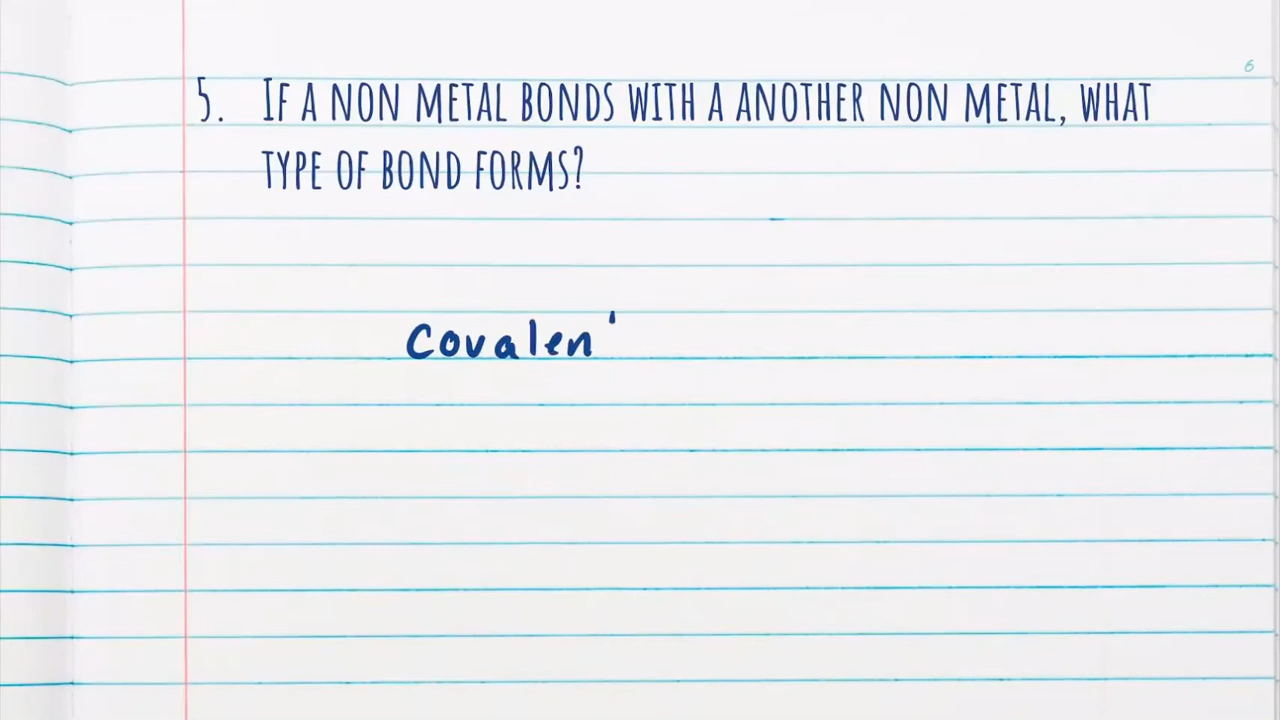 6
5. If a non metal bonds with a another non metal, what
type of bond forms?
Covalen'